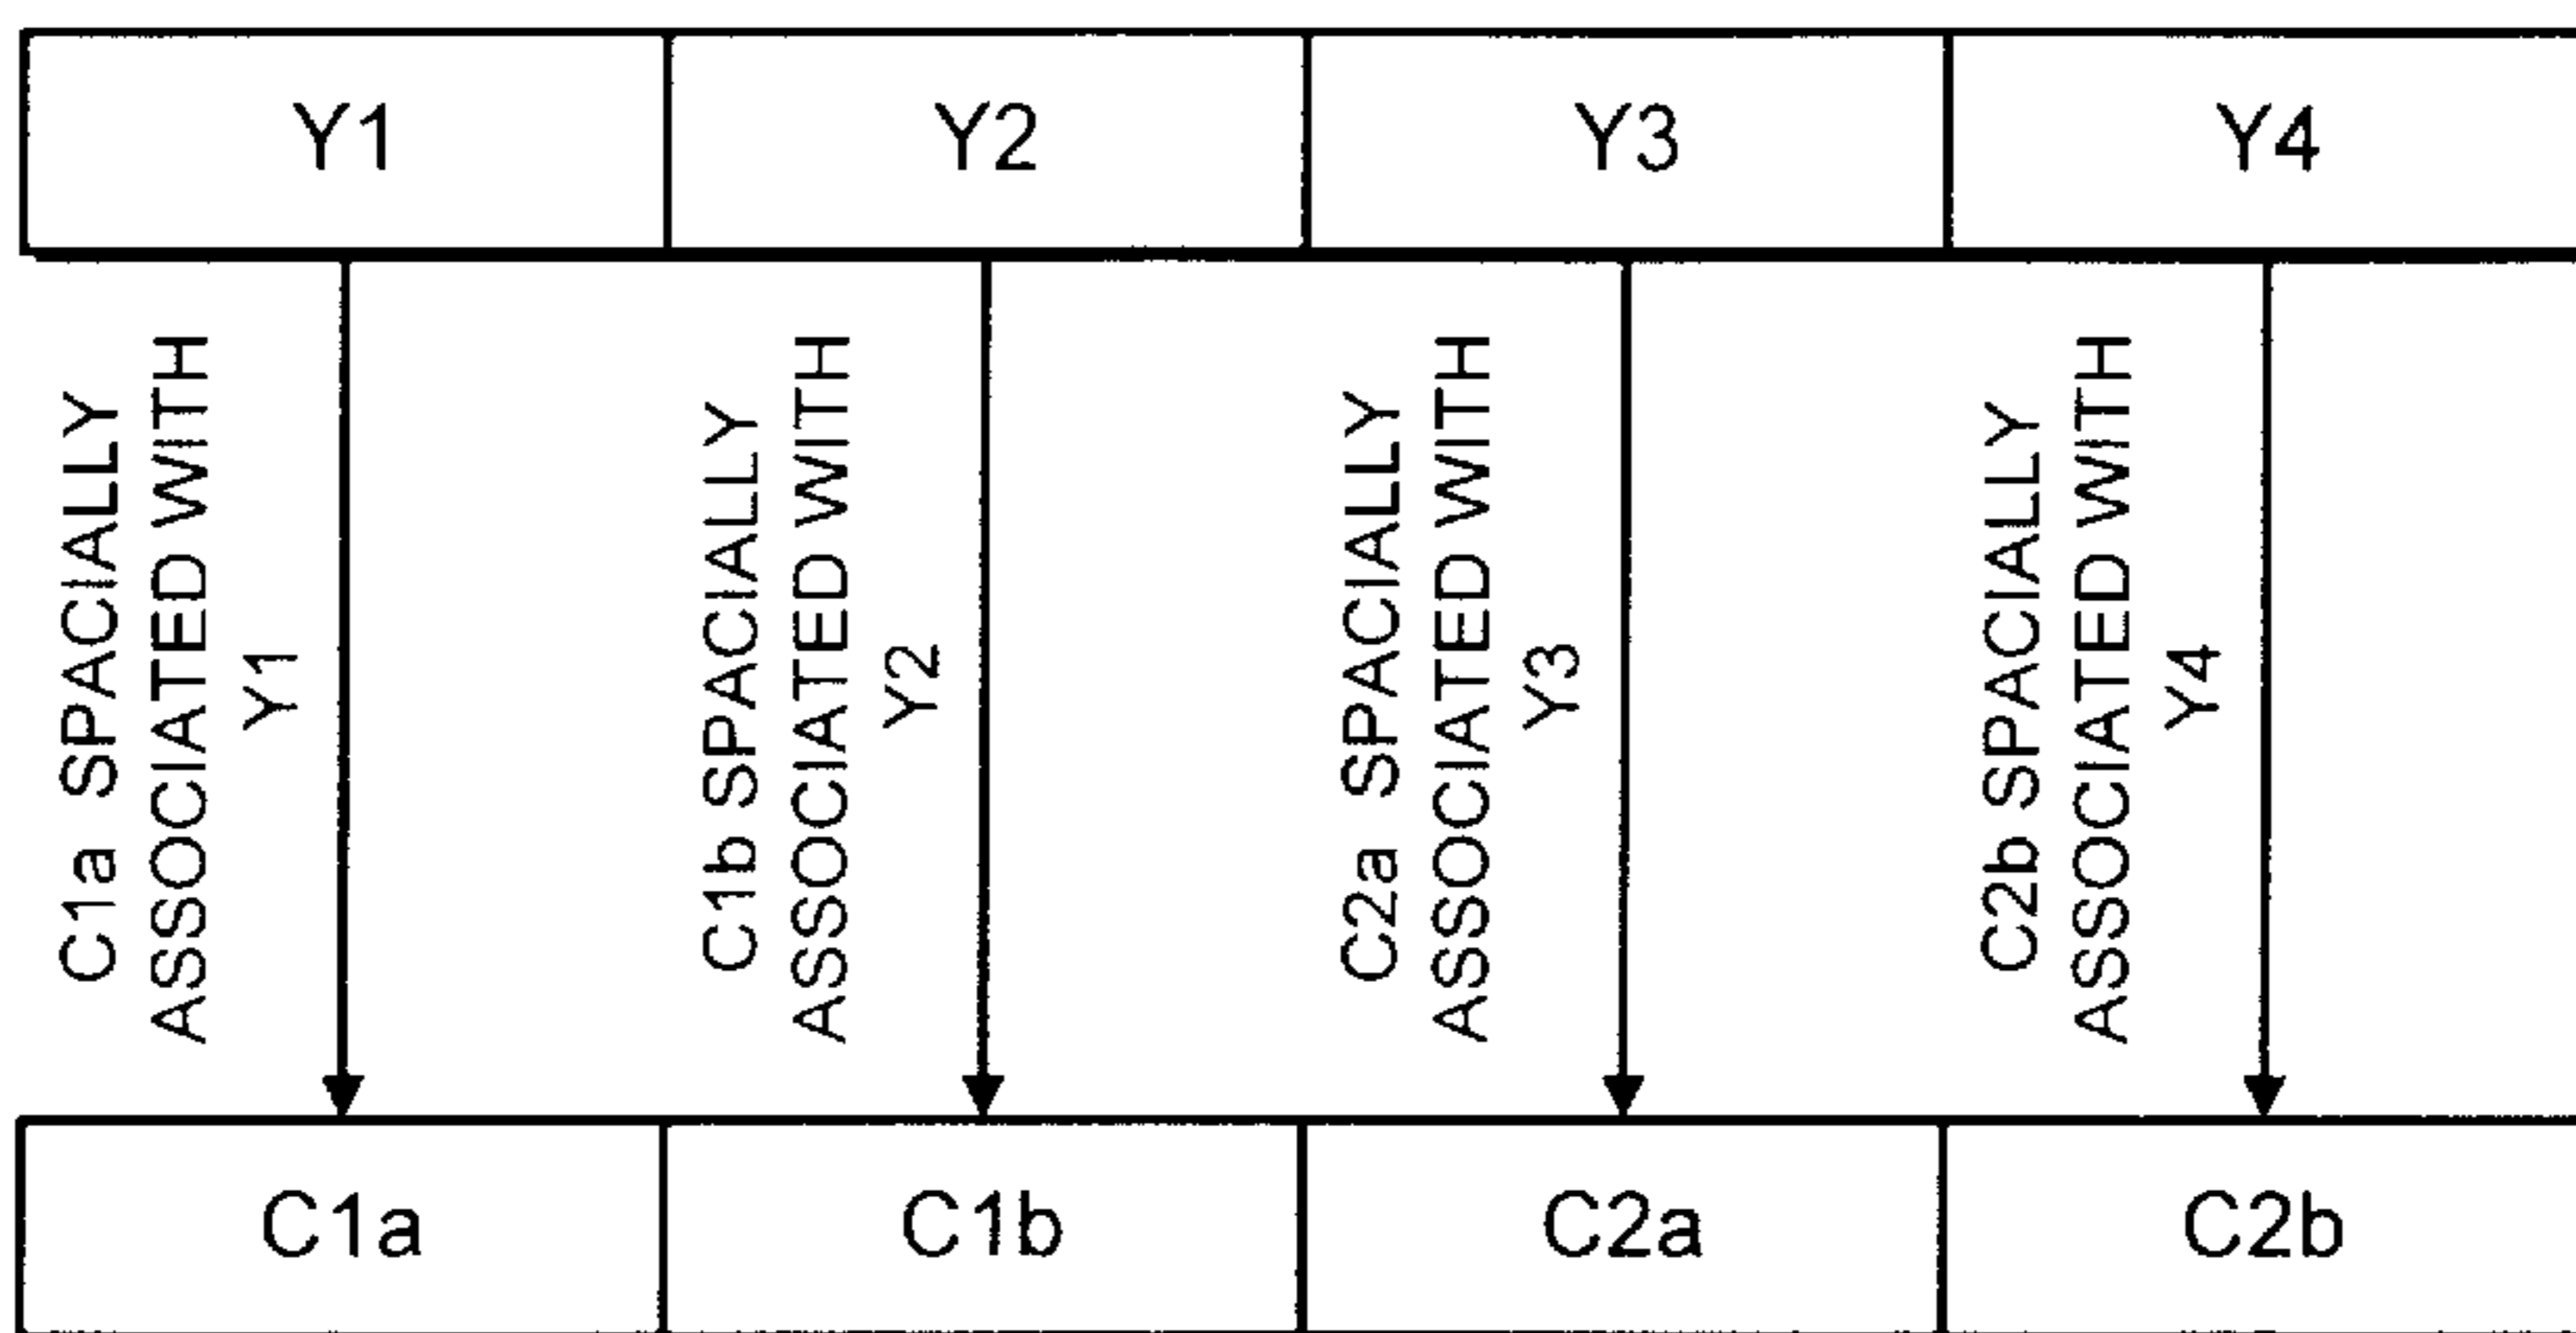 Y1
Y2
Y3
Y4
C1a SPACIALLY
ASSOCIATED WITH
Y1
C1b SPACIALLY
ASSOCIATED WITH
Y2
C2a SPACIALLY
ASSOCIATED WITH
Y3
C2b SPACIALLY
ASSOCIATED WITH
Y4
C1a
C1b
C2a
C2b